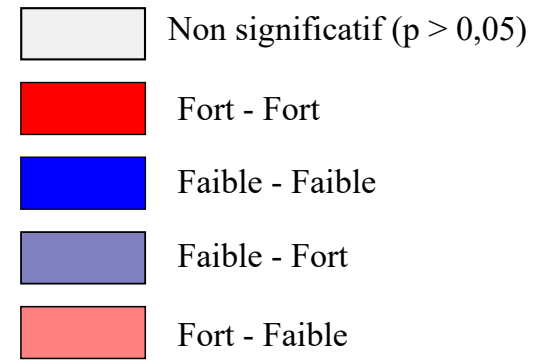 Non significatif (p > 0,05)
Fort - Fort
Faible - Faible
Faible - Fort
Fort - Faible